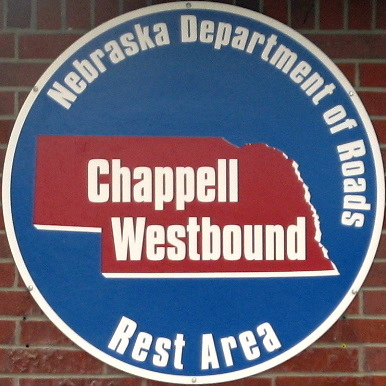 Nebraska Department of Roads
Chappell
Westbound
Rest Area